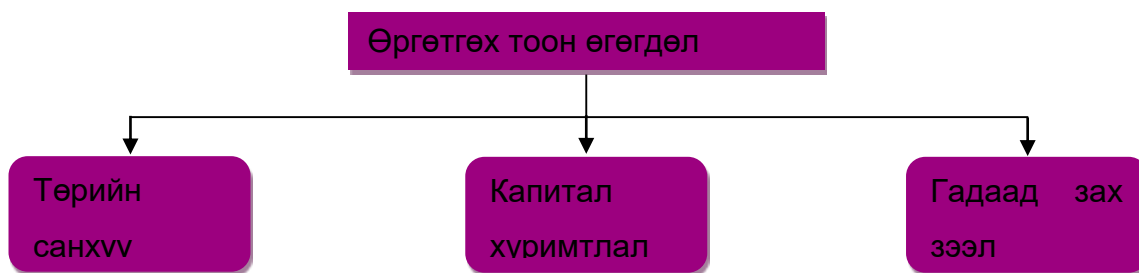 Өргөтгөх тоон өгөгдөл
Төрийн
санхүү
Капитал
хуримтлал
Гадаад зах
зээл